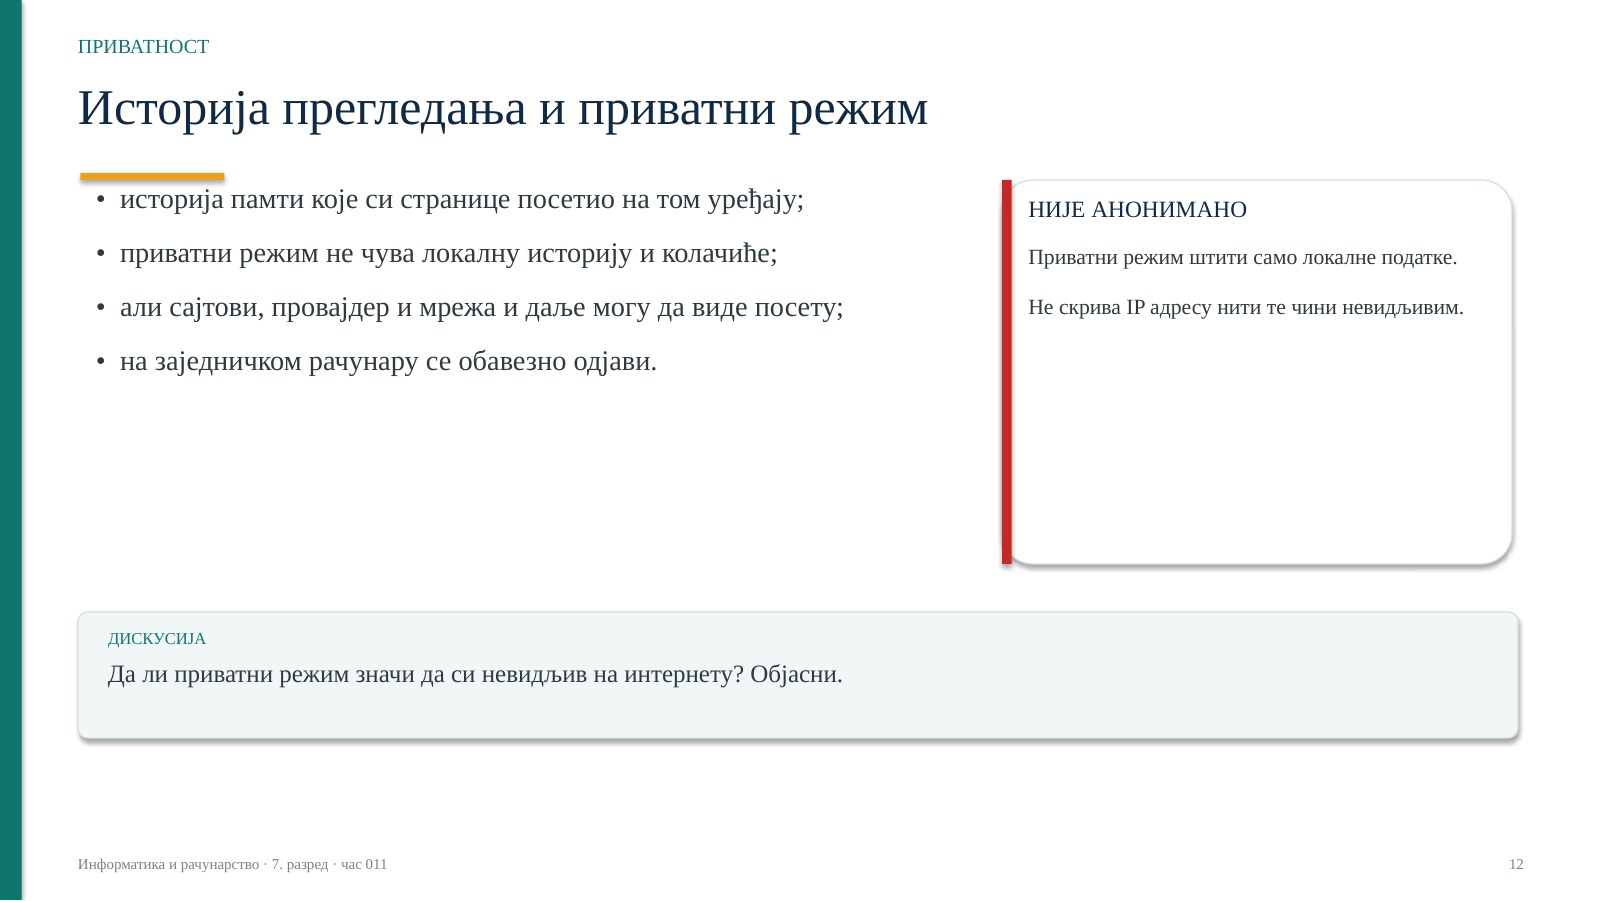 ПРИВАТНОСТ
Историја прегледања и приватни режим
• историја памти које си странице посетио на том уређају;
• приватни режим не чува локалну историју и колачиће;
• али сајтови, провајдер и мрежа и даље могу да виде посету;
• на заједничком рачунару се обавезно одјави.
НИЈЕ АНОНИМАНО
Приватни режим штити само локалне податке.
Не скрива IP адресу нити те чини невидљивим.
ДИСКУСИЈА
Да ли приватни режим значи да си невидљив на интернету? Објасни.
Информатика и рачунарство · 7. разред · час 011
12